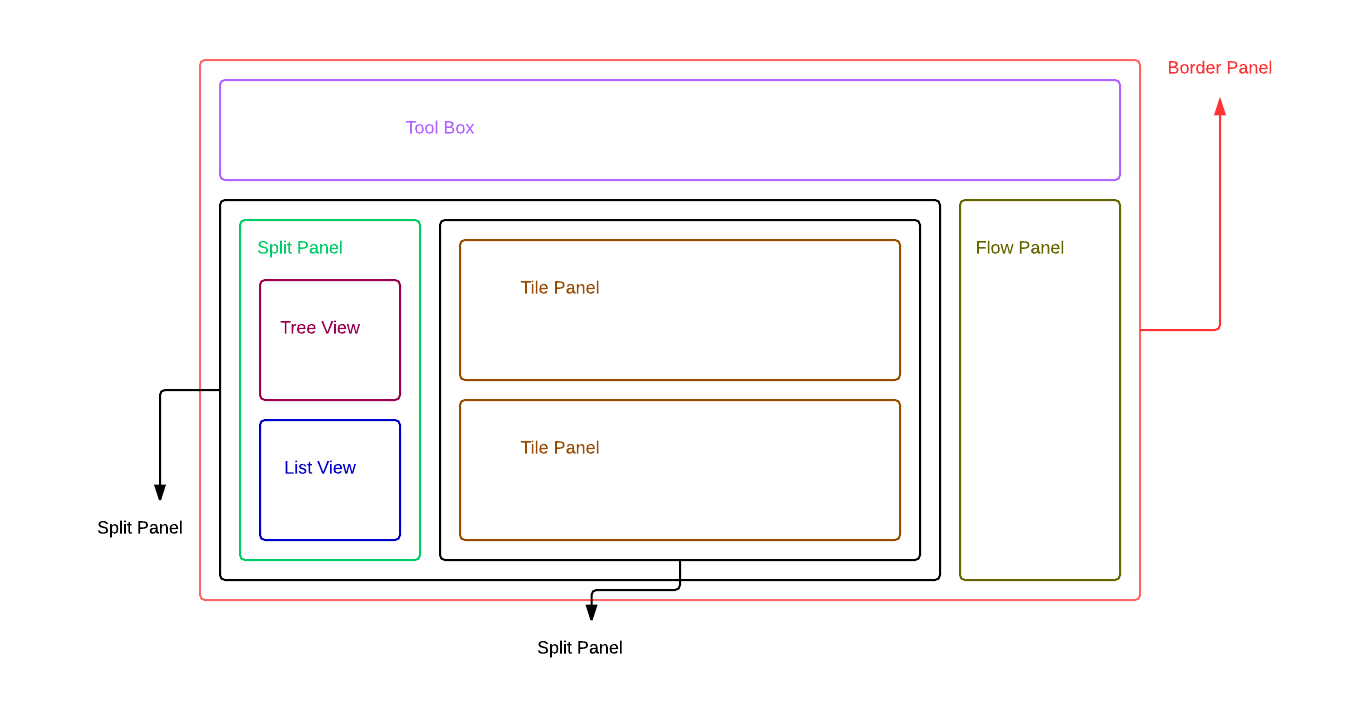 Border Panel
Tool Box
Split Panel
Flow Panel
Tile Panel
Tree View
Tile Panel
List View
Split Panel
Split Panel